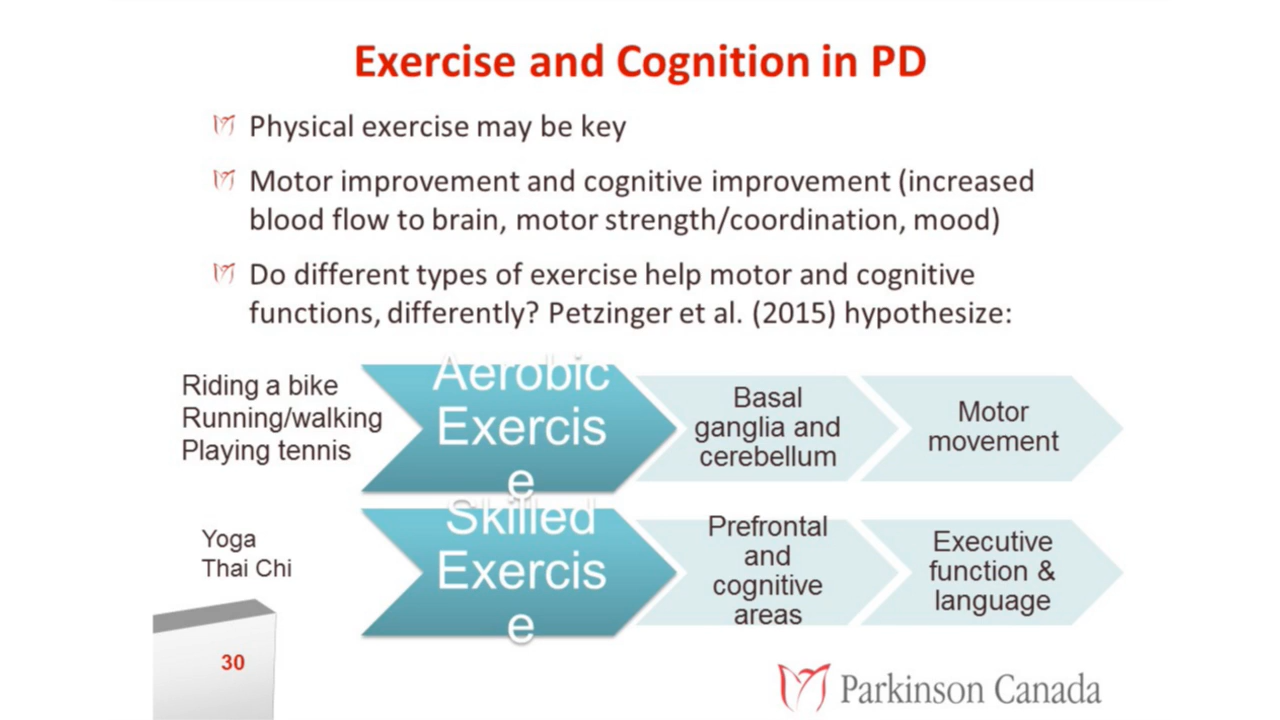 Exercise and Cognition in PD
Physical exercise may be key
Motor improvement and cognitive improvement (increased
blood flow to brain, motor strength/coordination, mood)
Do different types of exercise help motor and cognitive
functions, differently? Petzinger et al. (2015) hypothesize:
Riding a bike
Running/walking
Playing tennis
Aerobic
Exercis
e
Basal
ganglia and
cerebellum
Motor
movement
Yoga
Thai Chi
Skilled
Exercis
e
Prefrontal
and
cognitive
areas
Executive
function &
language
30
Parkinson Canada